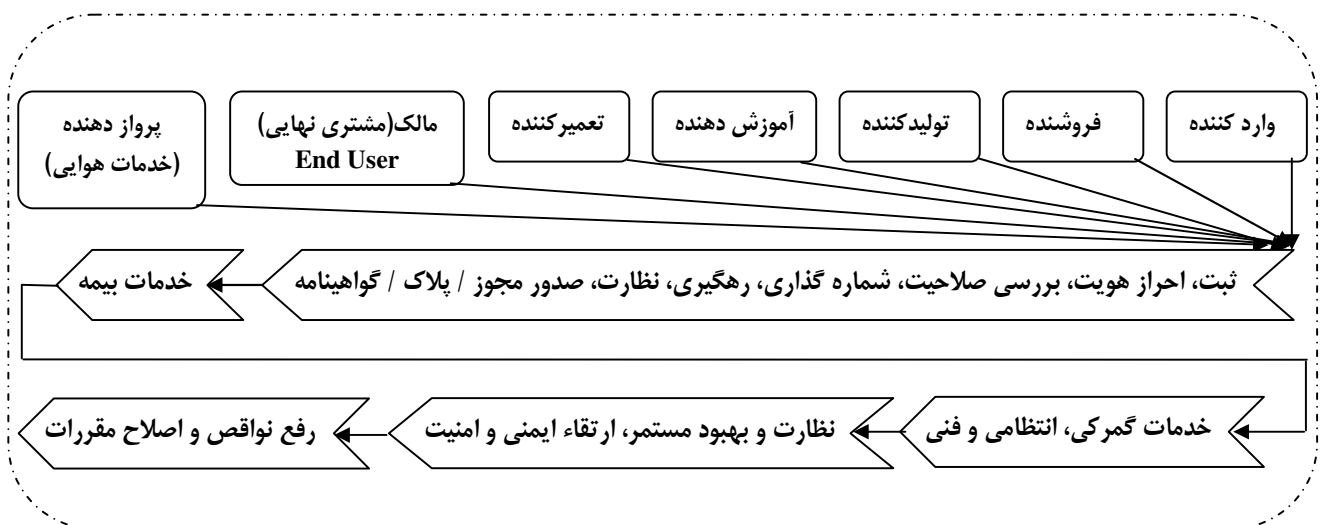 وارد کننده
فروشنده
تولیدکننده
آموزش دهنده
تعمیرکننده
مالک(مشتری نهایی)
End User
پرواز دهنده
(خدمات هوایی)
ثبت، احراز هویت، بررسی صلاحیت، شماره گذاری، رهگیری، نظارت، صدور مجوز / پلاک / گواهینامه
خدمات بیمه
خدمات گمرکی، انتظامی و فنی
نظارت و بهبود مستمر، ارتقاء ایمنی و امنیت
رفع نواقص و اصلاح مقررات